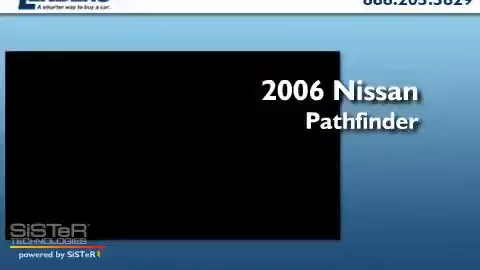 A smarter way to buy a car...
2006 Nissan
Pathfinder
SiSTeR
TECHNOLOGIES
powered by SiSTeR